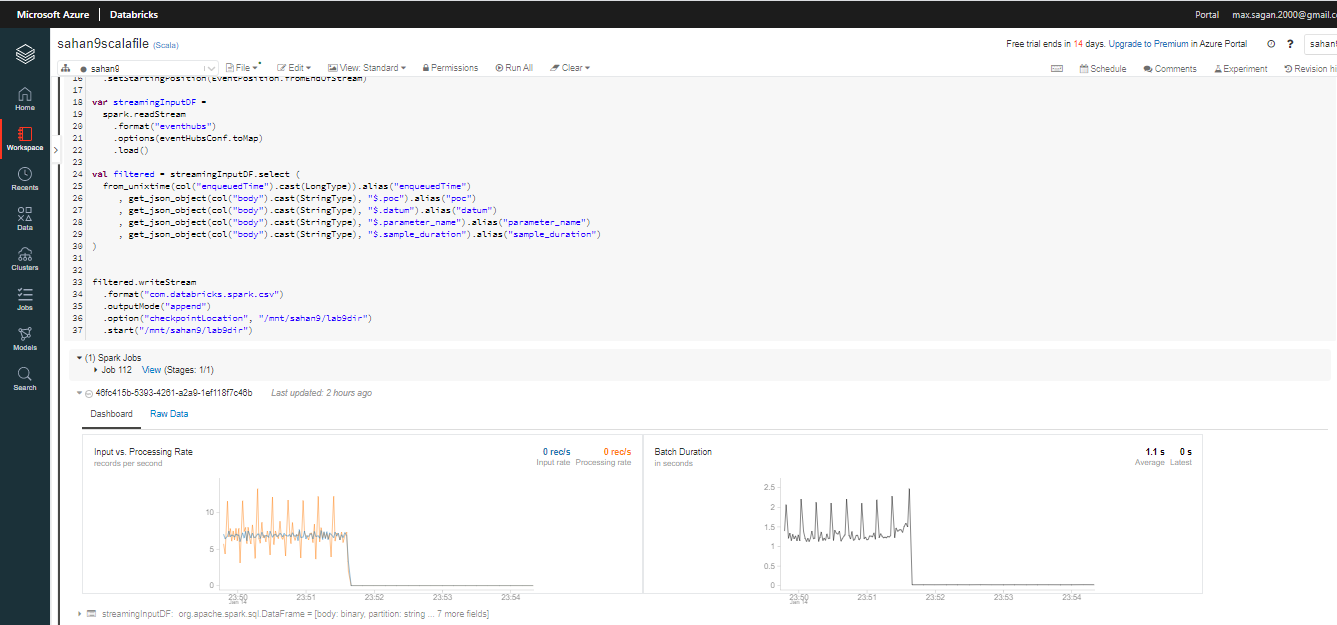 Microsoft Azure | Databricks
Portal max.sagan.2000@gmail.co
sahan9scalafile (Scala)
Free trial ends in 14 days. Upgrade to Premium in Azure Portal ? sahan9
sahan9 File Edit View: Standard Permissions Run All Clear Schedule Comments Experiment Revision hi
Home
Workspace
Recents
Data
Clusters
Jobs
Models
Search
16 .setStartingPosition(EventPosition.fromEndOfStream)
17
18 var streamingInputDF =
19 spark.readStream
20 .format("eventhubs")
21 .options(eventHubsConf.toMap)
22 .load()
23
24 val filtered = streamingInputDF.select (
25 from_unixtime(col("enqueuedTime").cast(LongType)).alias("enqueuedTime")
26 , get_json_object(col("body").cast(StringType), "$.poc").alias("poc")
27 , get_json_object(col("body").cast(StringType), "$.datum").alias("datum")
28 , get_json_object(col("body").cast(StringType), "$.parameter_name").alias("parameter_name")
29 , get_json_object(col("body").cast(StringType), "$.sample_duration").alias("sample_duration")
30 )
31
32
33 filtered.writeStream
34 .format("com.databricks.spark.csv")
35 .outputMode("append")
36 .option("checkpointLocation", "/mnt/sahan9/lab9dir")
37 .start("/mnt/sahan9/lab9dir")
(1) Spark Jobs
Job 112 View (Stages: 1/1)
46fc415b-5393-4261-a2a9-1ef118f7c46b Last updated: 2 hours ago
Dashboard Raw Data
Input vs. Processing Rate 0 rec/s 0 rec/s
records per second Input rate Processing rate
10
5
0
23:50 23:51 23:52 23:53 23:54
Jan 14
Batch Duration 1.1 s 0 s
in seconds Average Latest
2.5
2
1.5
1
0.5
0
23:50 23:51 23:52 23:53 23:54
Jan 14
streamingInputDF: org.apache.spark.sql.DataFrame = [body: binary, partition: string ... 7 more fields]